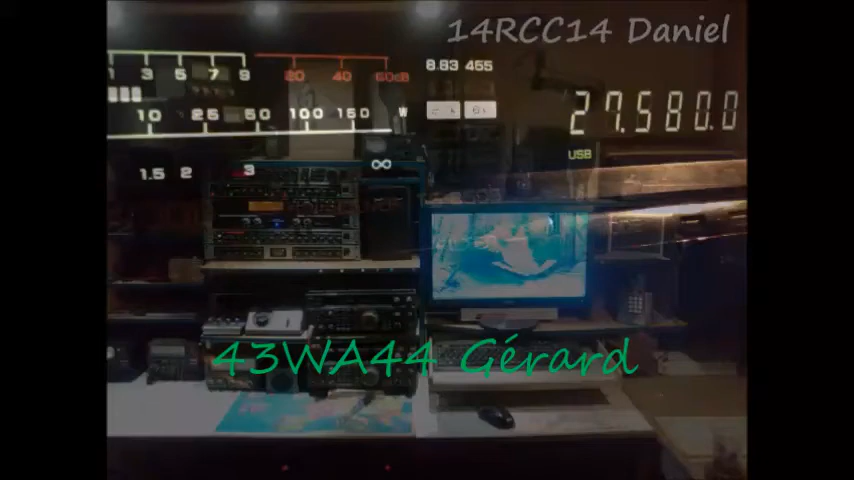 14RCC14 Daniel
1 3 5 7 9 20 40 60dB
8.83 455
10 25 50 100 150 W
27.580.0
USB
1.5 2 3 ∞
43WA44 Gérard